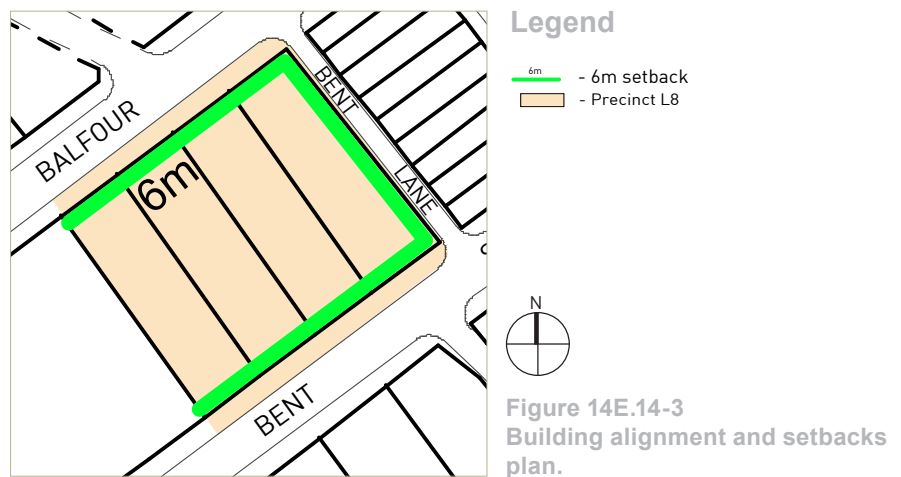 Legend
6m
- 6m setback
- Precinct L8
BALFOUR
BENT
LANE
6m
BENT
N
Figure 14E.14-3
Building alignment and setbacks
plan.